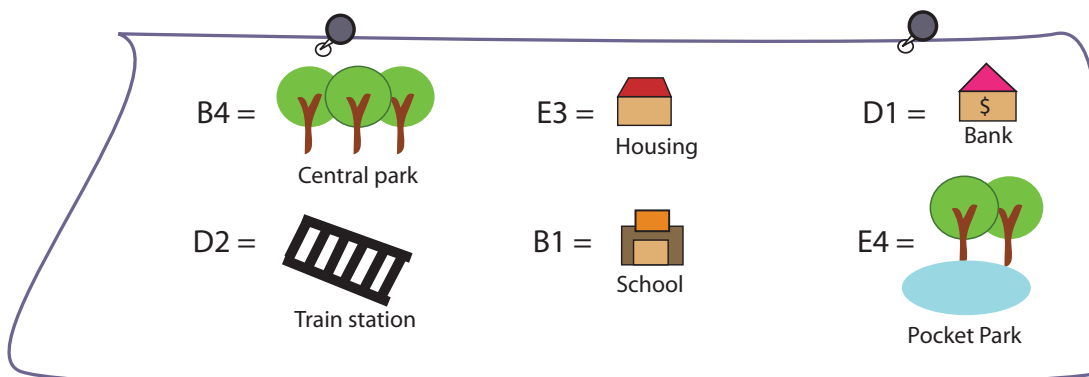 B4 =
Central park
E3 =
Housing
D1 =
$
Bank
D2 =
Train station
B1 =
School
E4 =
Pocket Park